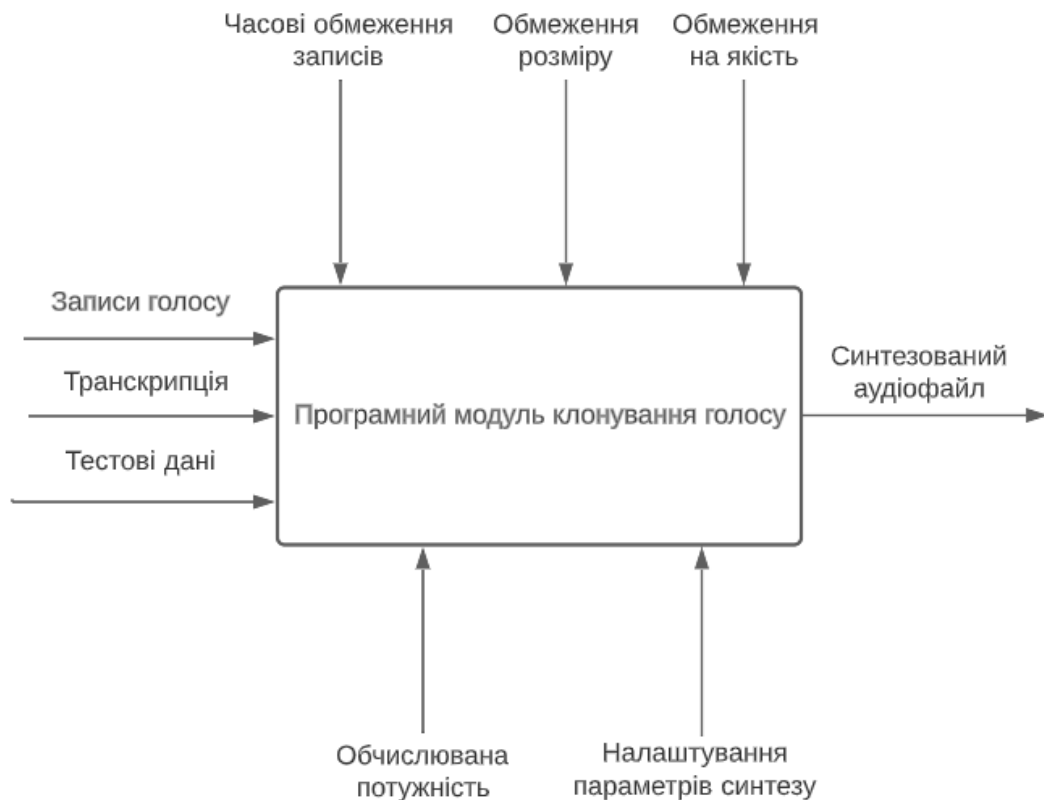 Часові обмеження
записів
Обмеження
розміру
Обмеження
на якість
Записи голосу
Транскрипція
Тестові дані
Програмний модуль клонування голосу
Синтезований
аудіофайл
Обчислювана
потужність
Налаштування
параметрів синтезу